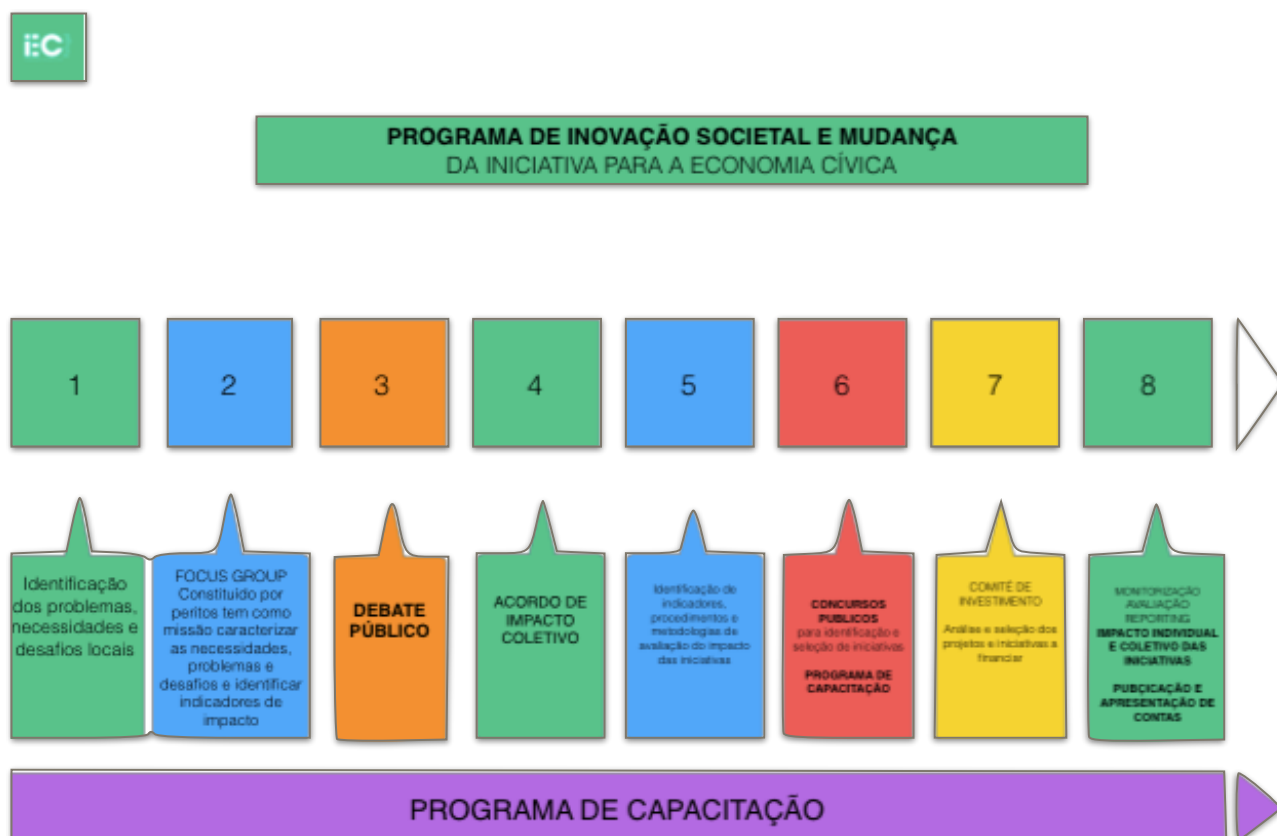 iEC
PROGRAMA DE INOVAÇÃO SOCIETAL E MUDANÇA
DA INICIATIVA PARA A ECONOMIA CÍVICA
1
2
3
4
5
6
7
8
Identificação
dos problemas,
necessidades e
desafios locais
FOCUS GROUP
Constituído por
peritos tem como
missão caracterizar
as necessidades,
problemas e
desafios e identificar
indicadores de
impacto
DEBATE
PÚBLICO
ACORDO DE
IMPACTO
COLETIVO
Identificação de
indicadores,
procedimentos e
metodologias de
avaliação do impacto
das iniciativas
CONCURSOS
PUBLICOS
para identificação e
seleção de iniciativas
PROGRAMA DE
CAPACITAÇÃO
COMITÉ DE
INVESTIMENTO
Análise e seleção dos
projetos e iniciativas a
financiar
MONITORIZAÇÃO
AVALIAÇÃO
REPORTING
IMPACTO INDIVIDUAL
E COLETIVO DAS
INICIATIVAS
PUBÇICAÇÃO E
APRESENTAÇÃO DE
CONTAS
PROGRAMA DE CAPACITAÇÃO